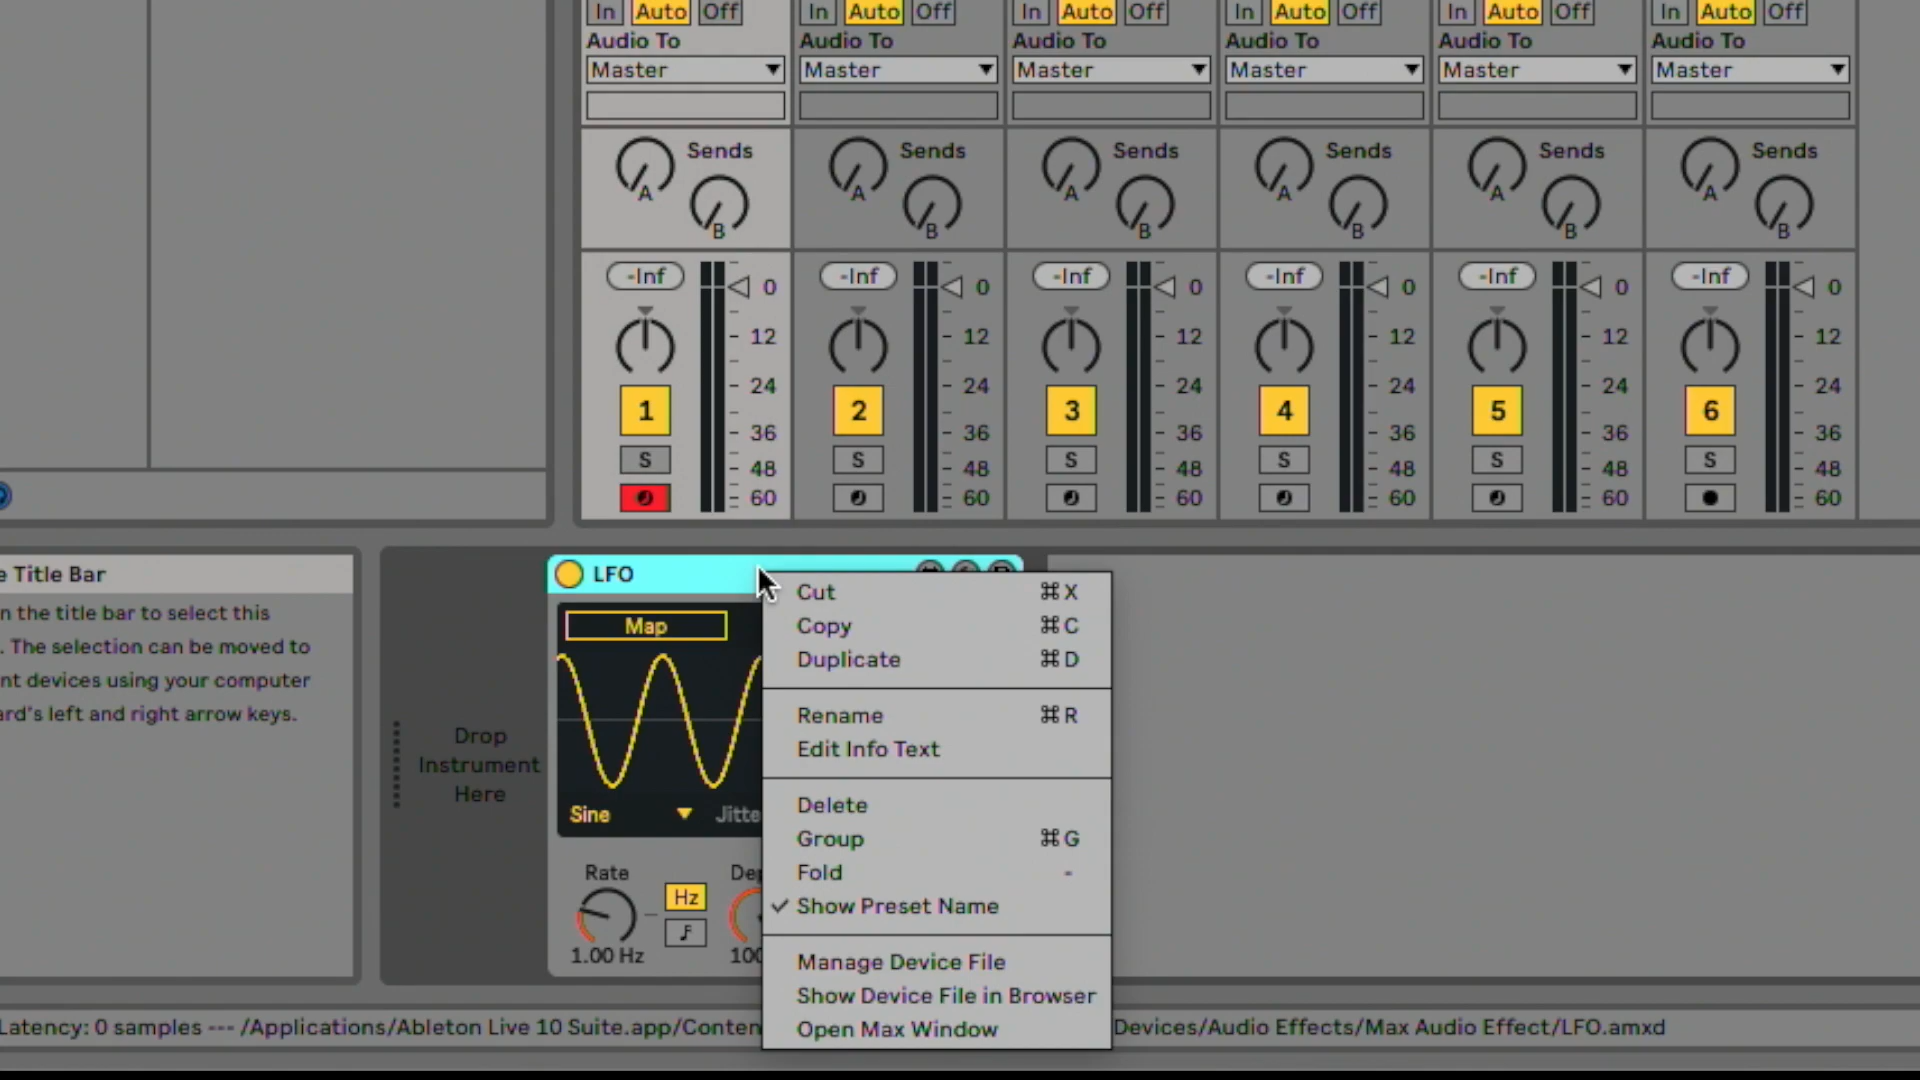 In Auto Off In Auto Off In Auto Off In Auto Off In Auto Off In Auto Off
Audio To Audio To Audio To Audio To Audio To Audio To
Master Master Master Master Master Master
Sends Sends Sends Sends Sends Sends
A A A A A A
B B B B B B
-Inf 0 -Inf 0 -Inf 0 -Inf 0 -Inf 0 -Inf 0
12 12 12 12 12 12
24 24 24 24 24 24
1 2 3 4 5 6
36 36 36 36 36 36
S 48 S 48 S 48 S 48 S 48 S 48
60 60 60 60 60 60
e Title Bar
n the title bar to select this
. The selection can be moved to
nt devices using your computer
ard's left and right arrow keys.
Drop
Instrument
Here
LFO
Map
Sine Jitte
Rate
Hz
1.00 Hz
Dep
100
Cut ⌘X
Copy ⌘C
Duplicate ⌘D
Rename ⌘R
Edit Info Text
Delete
Group ⌘G
Fold -
Show Preset Name
Manage Device File
Show Device File in Browser
Open Max Window
Latency: 0 samples --- /Applications/Ableton Live 10 Suite.app/Conten Devices/Audio Effects/Max Audio Effect/LFO.amxd